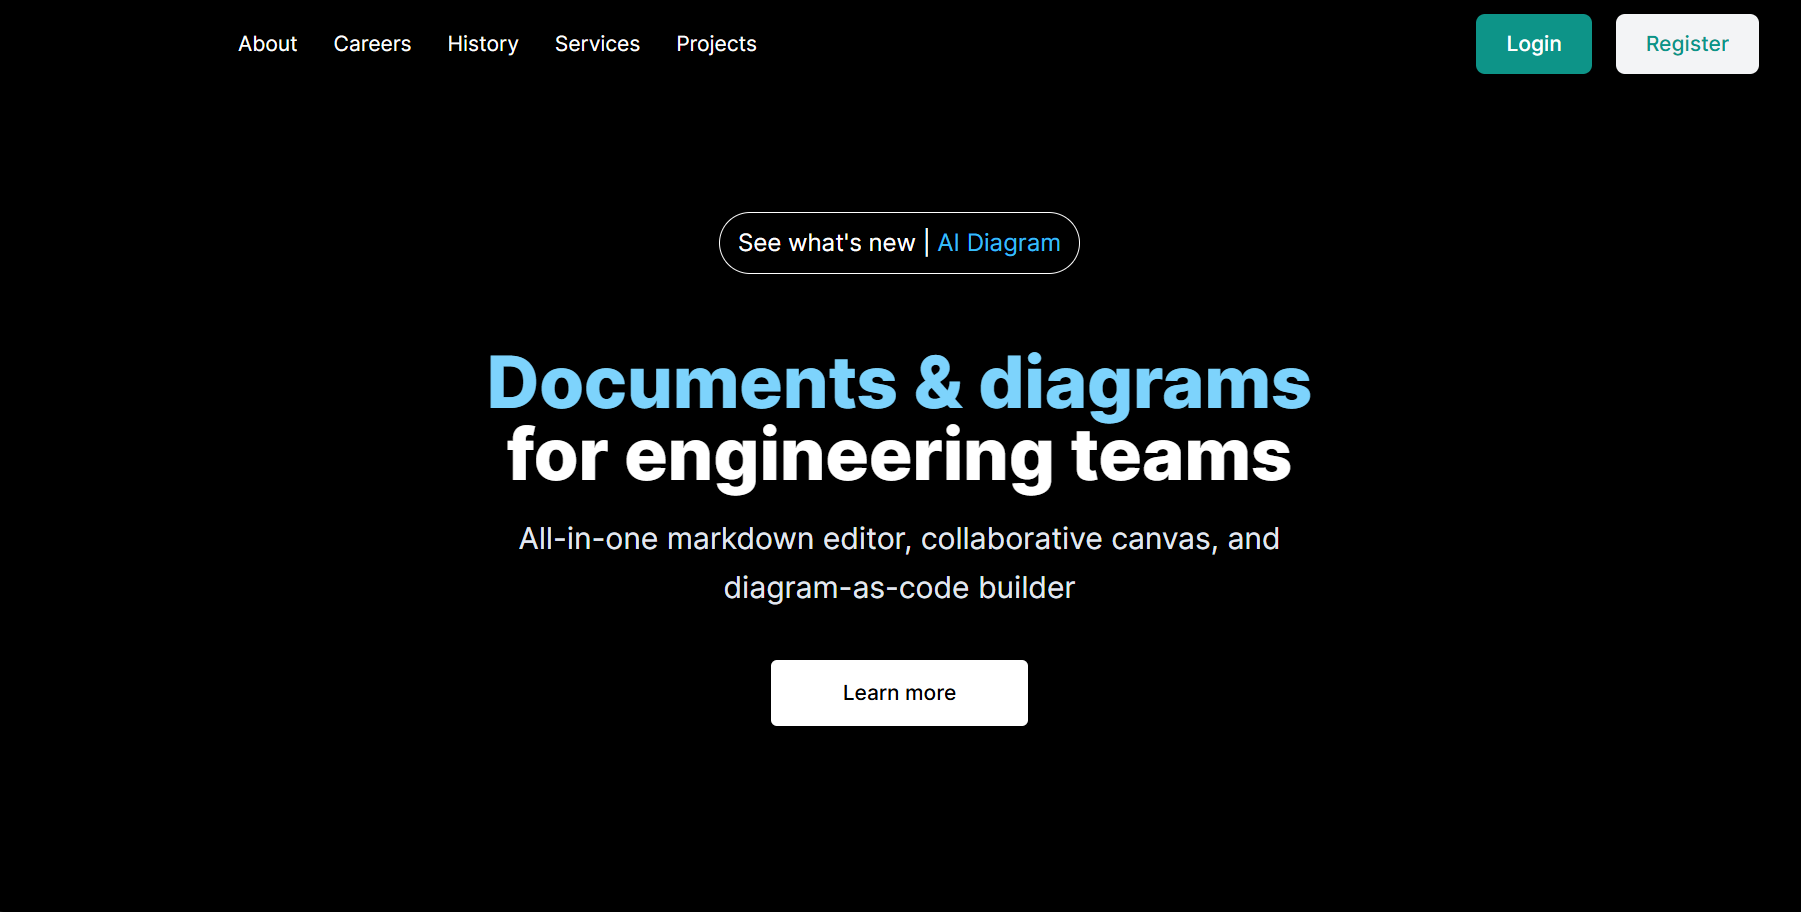 About Careers History Services Projects Login Register
See what's new | AI Diagram
Documents & diagrams
for engineering teams
All-in-one markdown editor, collaborative canvas, and
diagram-as-code builder
Learn more